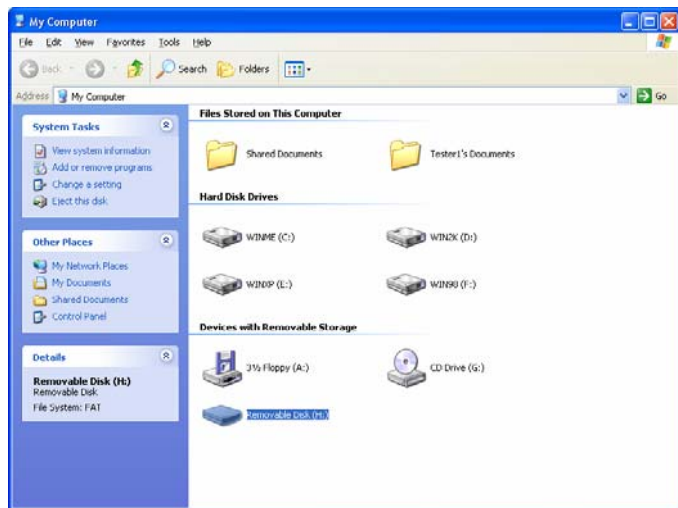 My Computer
File Edit View Favorites Tools Help
Back Search Folders
Address My Computer Go
Files Stored on This Computer
Shared Documents Tester1's Documents
Hard Disk Drives
WINME (C:) WIN2K (D:)
WINXP (E:) WIN98 (F:)
Devices with Removable Storage
3½ Floppy (A:) CD Drive (G:)
Removable Disk (H:)
System Tasks
View system information
Add or remove programs
Change a setting
Eject this disk
Other Places
My Network Places
My Documents
Shared Documents
Control Panel
Details
Removable Disk (H:)
Removable Disk
File System: FAT